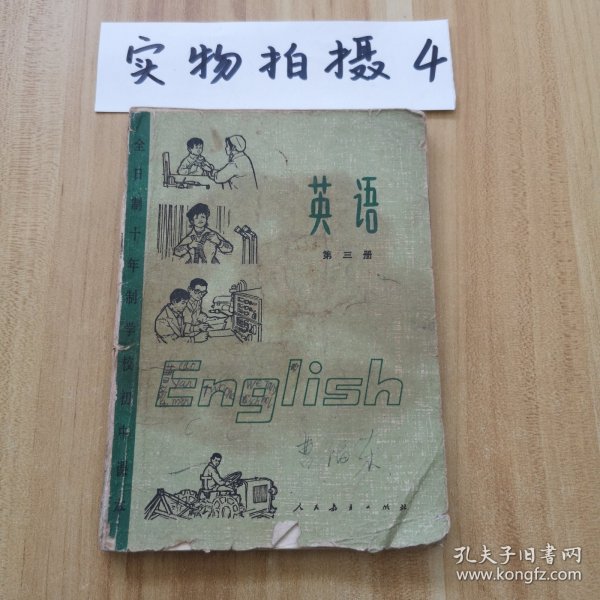 实物拍摄4
全日制十年制学校初中课本
英语
第三册
English
人民教育出版社
孔夫子旧书网
www.kongfz.com